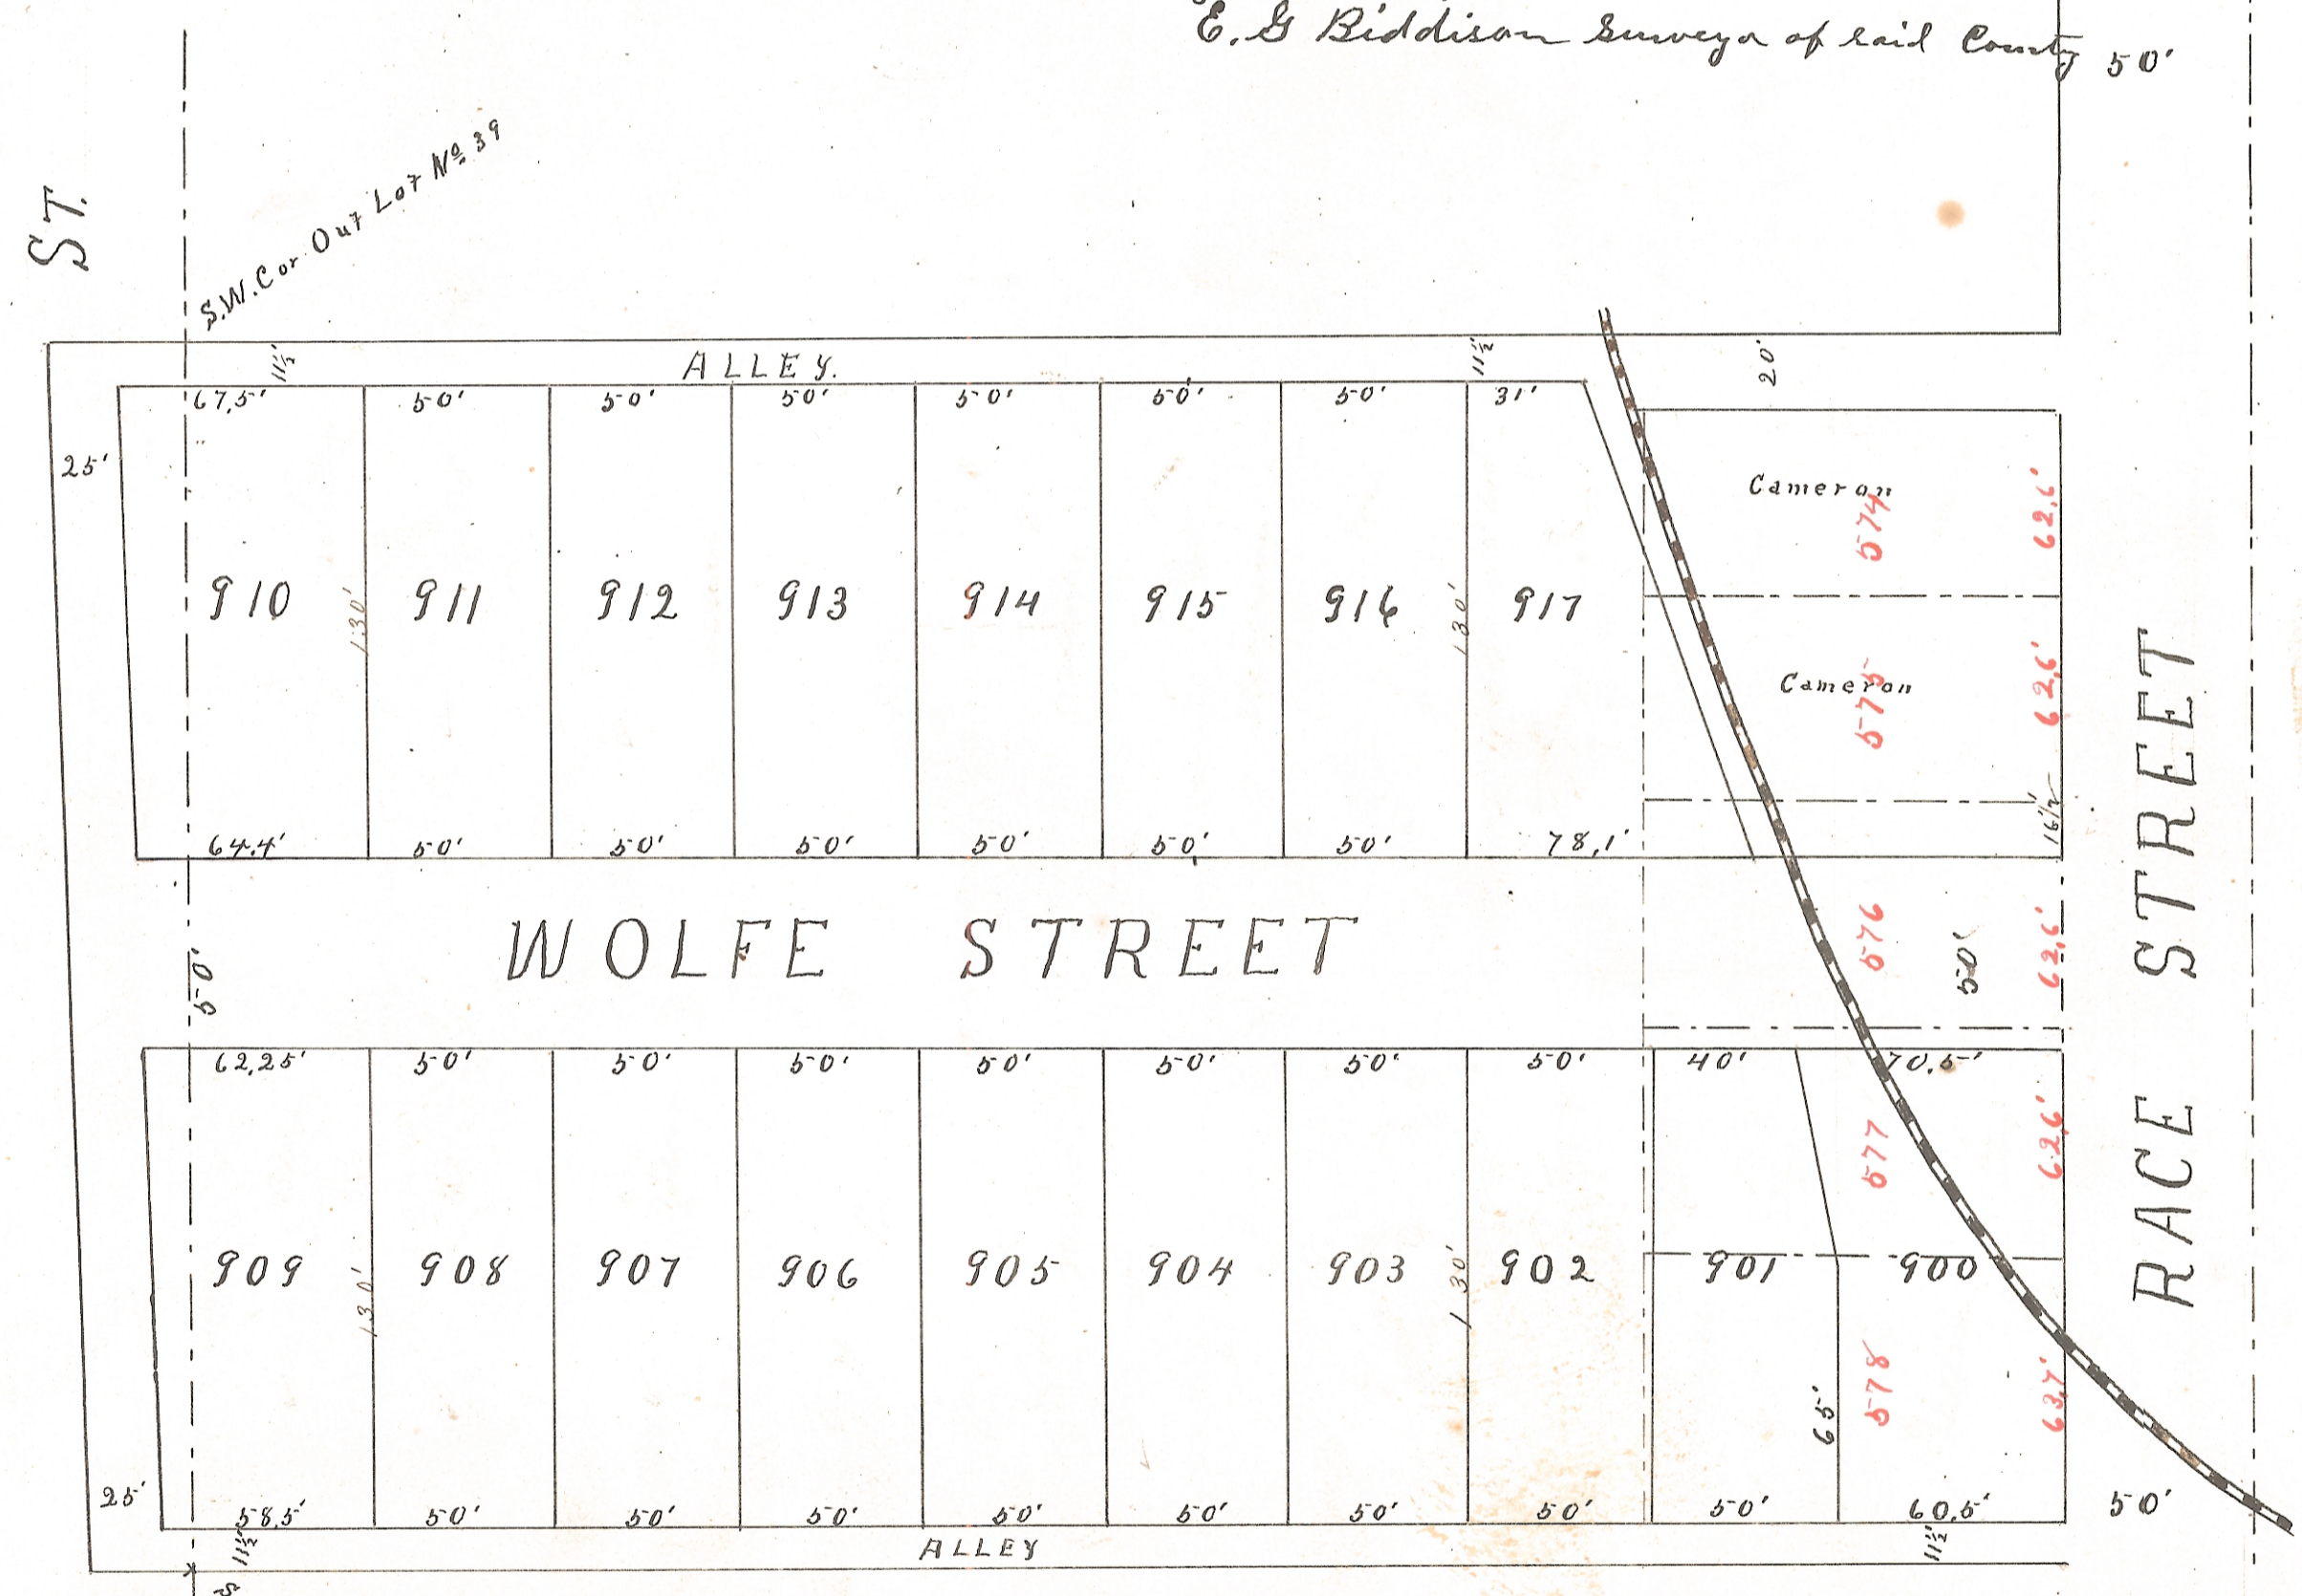 E. G Biddison Surveyor of said County
50'
ST.
S.W. Cor Out Lot No 39
ALLEY.
11½'
11½'
20'
67,5' 50' 50' 50' 50' 50' 50' 31'
25'
Cameron
574
62,6'
910 911 912 913 914 915 916 917
130'
130'
Cameron
575
62,6'
16½'
64.4' 50' 50' 50' 50' 50' 50' 78,1'
WOLFE STREET
50'
576
50'
62,6'
RACE STREET
62,25' 50' 50' 50' 50' 50' 50' 50' 40' 70.5'
577
62,6'
909 908 907 906 905 904 903 902 901 900
130'
130'
65'
578
63,7'
25'
58,5' 50' 50' 50' 50' 50' 50' 50' 50' 60,5'
50'
11½'
ALLEY
11½'
S